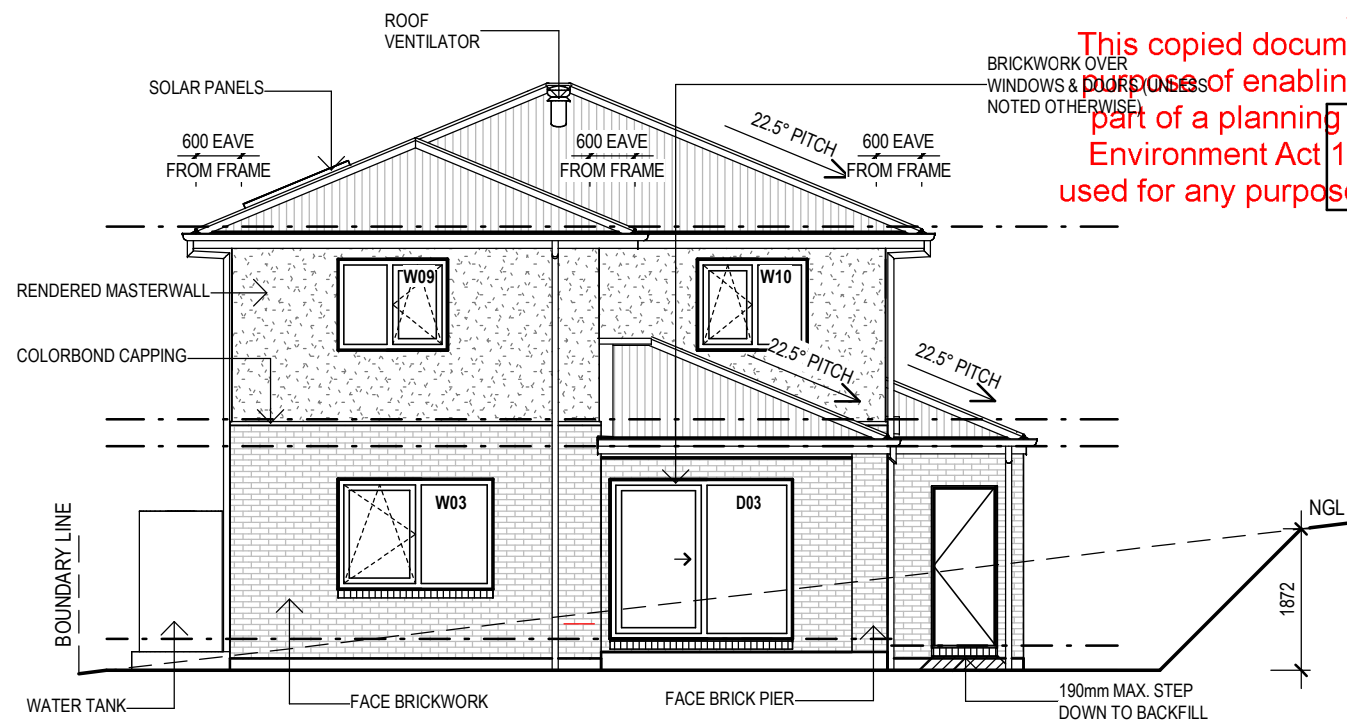 ROOF
VENTILATOR
This copied docum
BRICKWORK OVER
WINDOWS & DOORS (UNLESS
NOTED OTHERWISE)
purpose of enablin
SOLAR PANELS
part of a planning
Environment Act 1
used for any purpose
600 EAVE
FROM FRAME
600 EAVE
FROM FRAME
22.5° PITCH
600 EAVE
FROM FRAME
W09
W10
RENDERED MASTERWALL
COLORBOND CAPPING
22.5° PITCH
22.5° PITCH
W03
D03
BOUNDARY LINE
NGL
1872
WATER TANK
FACE BRICKWORK
FACE BRICK PIER
190mm MAX. STEP
DOWN TO BACKFILL